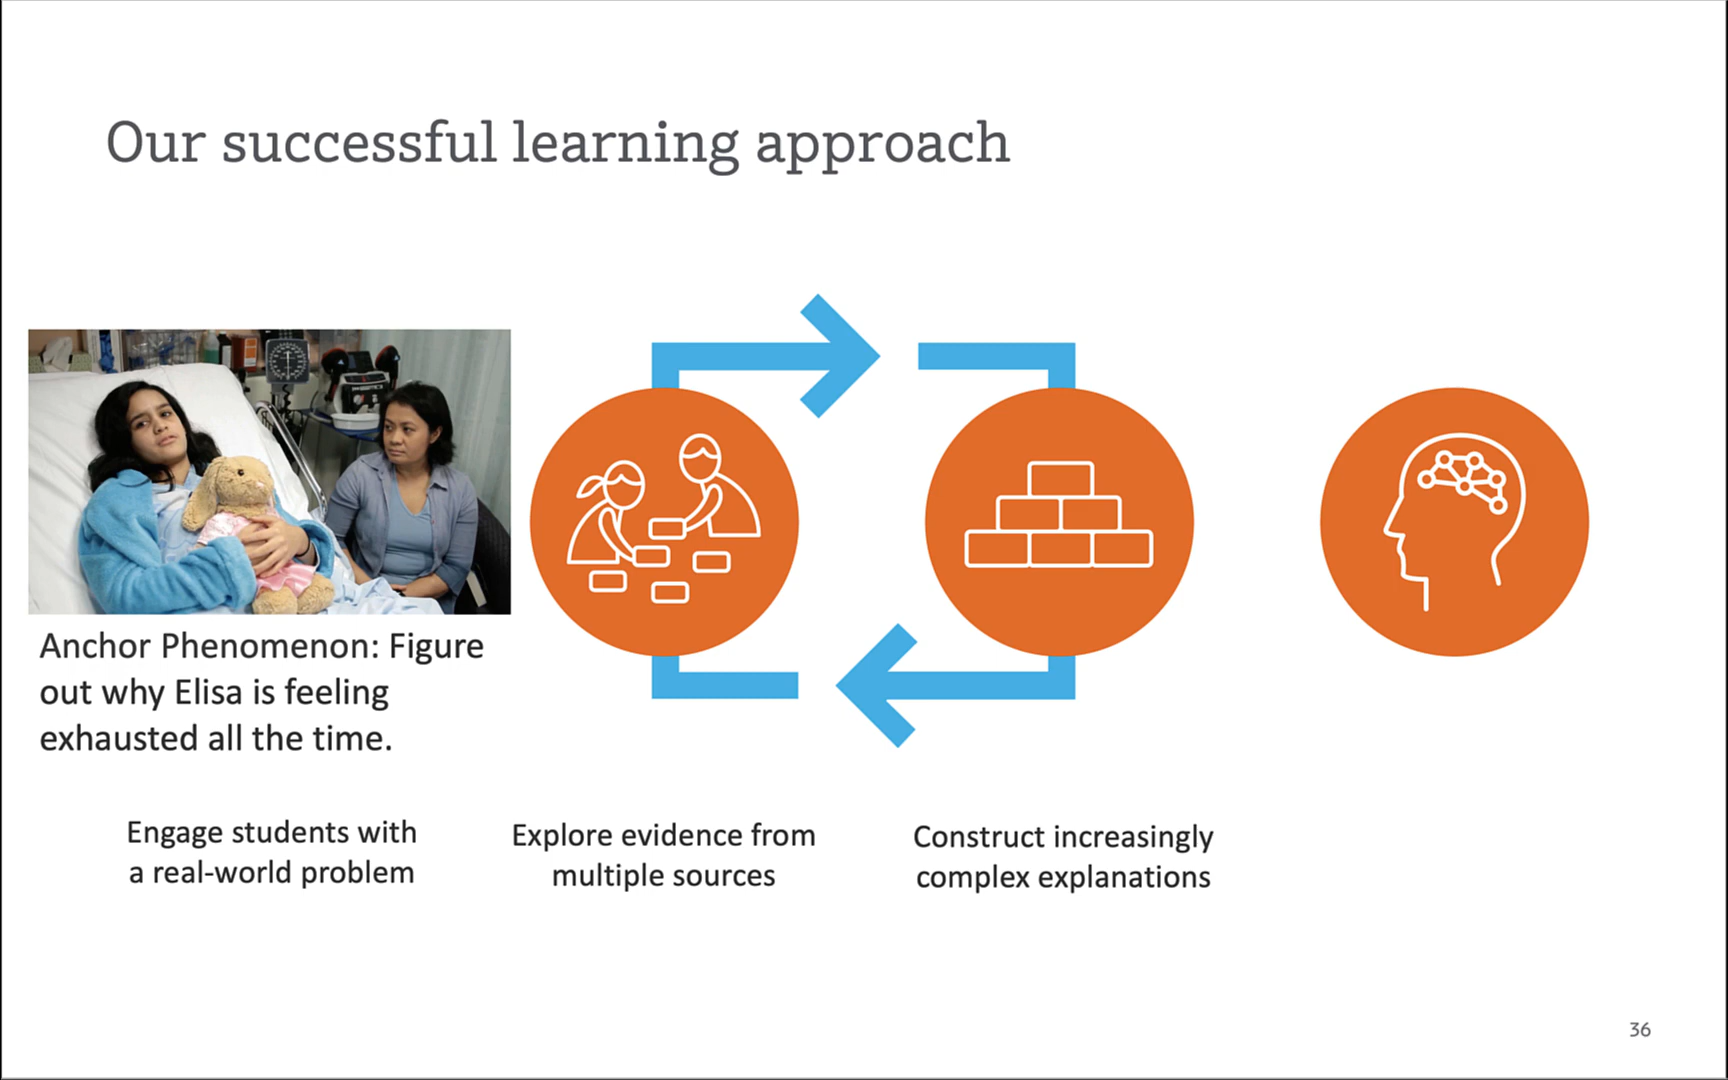 Our successful learning approach
Anchor Phenomenon: Figure
out why Elisa is feeling
exhausted all the time.
Engage students with
a real-world problem
Explore evidence from
multiple sources
Construct increasingly
complex explanations
36